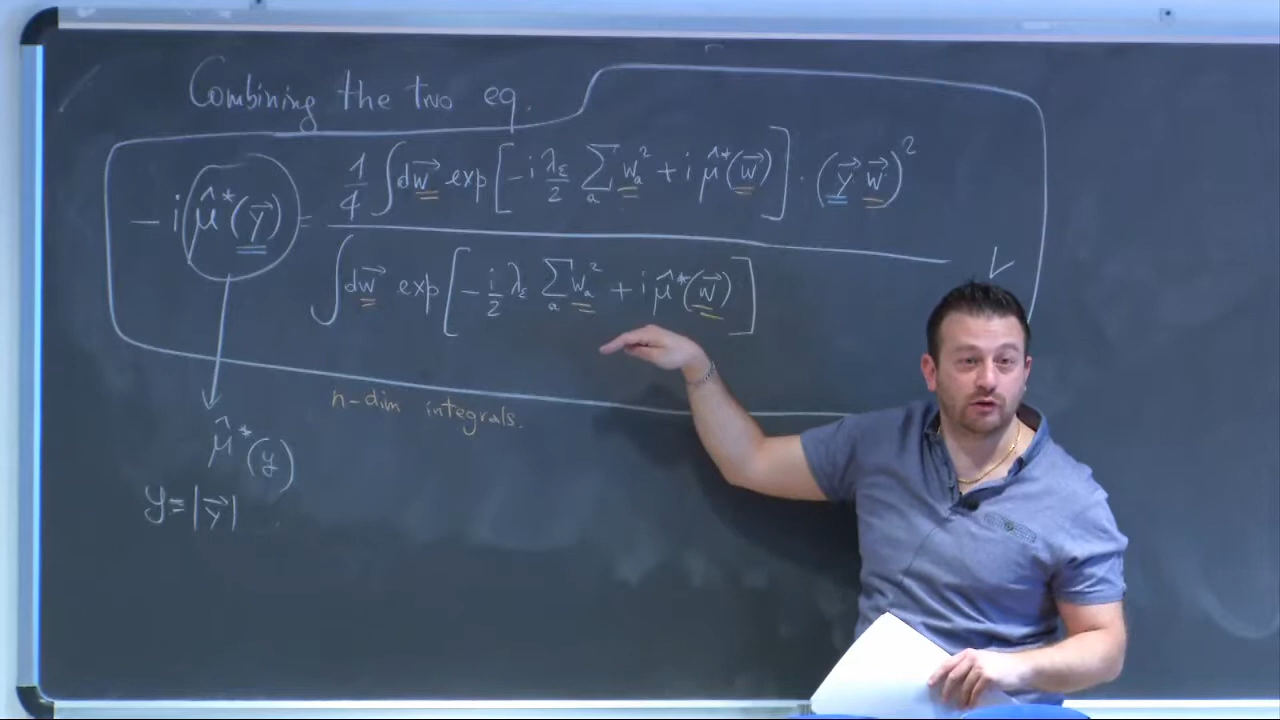 Combining the two eq.
-i μ̂*(y⃗) = 1/4 ∫dw⃗ exp[-i λ_ε/2 Σ_a w_a² + i μ̂*(w⃗)] · (y⃗ w⃗)²
∫dw⃗ exp[-i/2 λ_ε Σ_a w_a² + i μ̂*(w⃗)]
n-dim integrals.
μ̂*(y)
y=|y⃗|